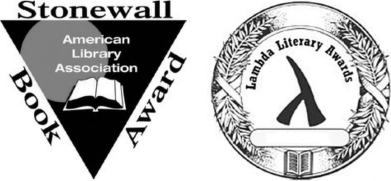 Stonewall
American
Library
Association
Book
Award
Lambda Literary Awards
λ